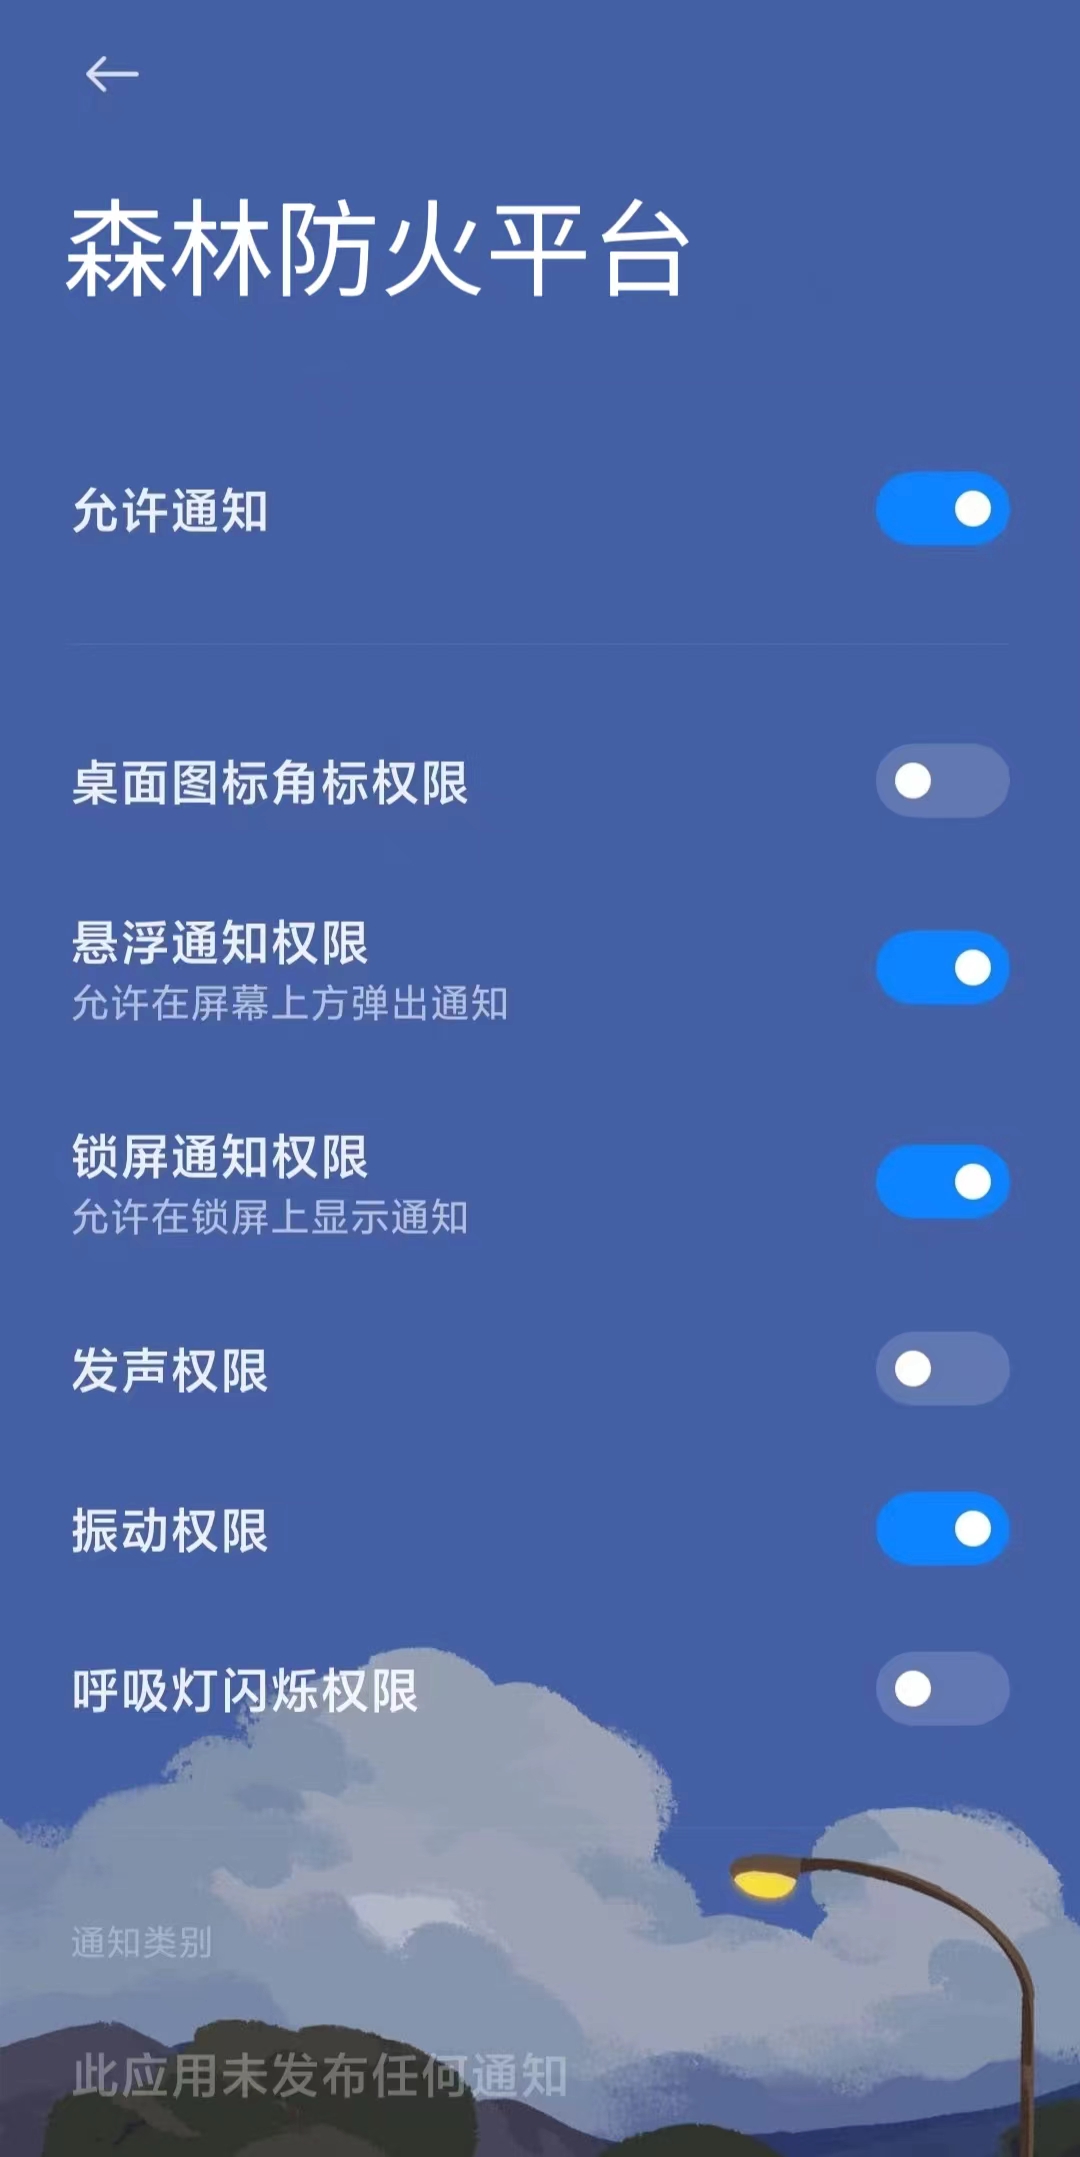 森林防火平台
允许通知
桌面图标角标权限
悬浮通知权限
允许在屏幕上方弹出通知
锁屏通知权限
允许在锁屏上显示通知
发声权限
振动权限
呼吸灯闪烁权限
通知类别
此应用未发布任何通知